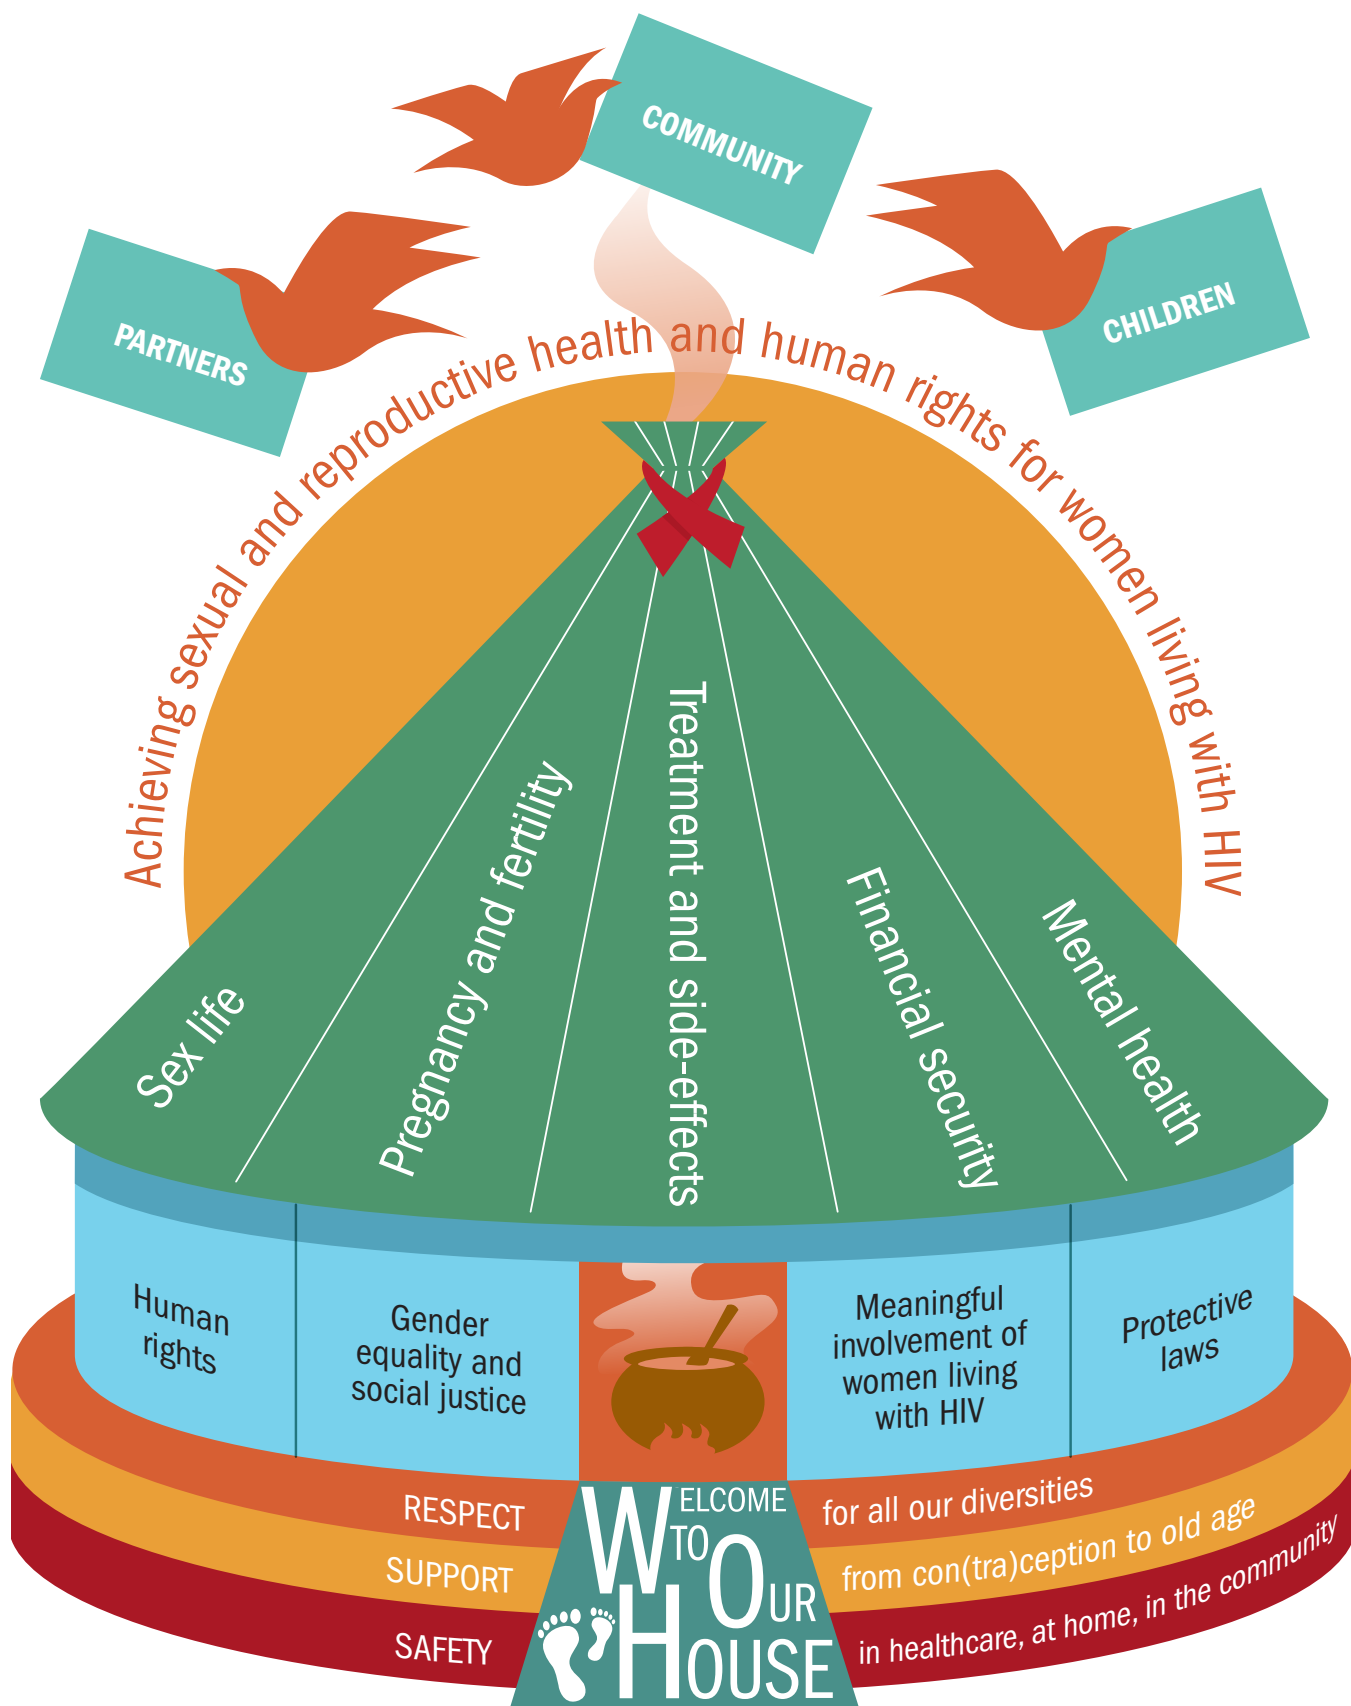 COMMUNITY
PARTNERS
CHILDREN
Achieving sexual and reproductive health and human rights for women living with HIV
Sex life
Pregnancy and fertility
Treatment and side-effects
Financial security
Mental health
Human
rights
Gender
equality and
social justice
Meaningful
involvement of
women living
with HIV
Protective
laws
RESPECT for all our diversities
SUPPORT from con(tra)ception to old age
SAFETY in healthcare, at home, in the community
WELCOME
TO OUR
HOUSE